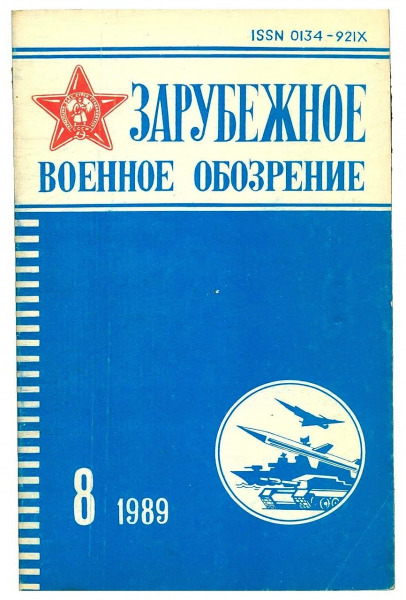 ISSN 0134-921X
ЗАРУБЕЖНОЕ
ВОЕННОЕ ОБОЗРЕНИЕ
8 1989